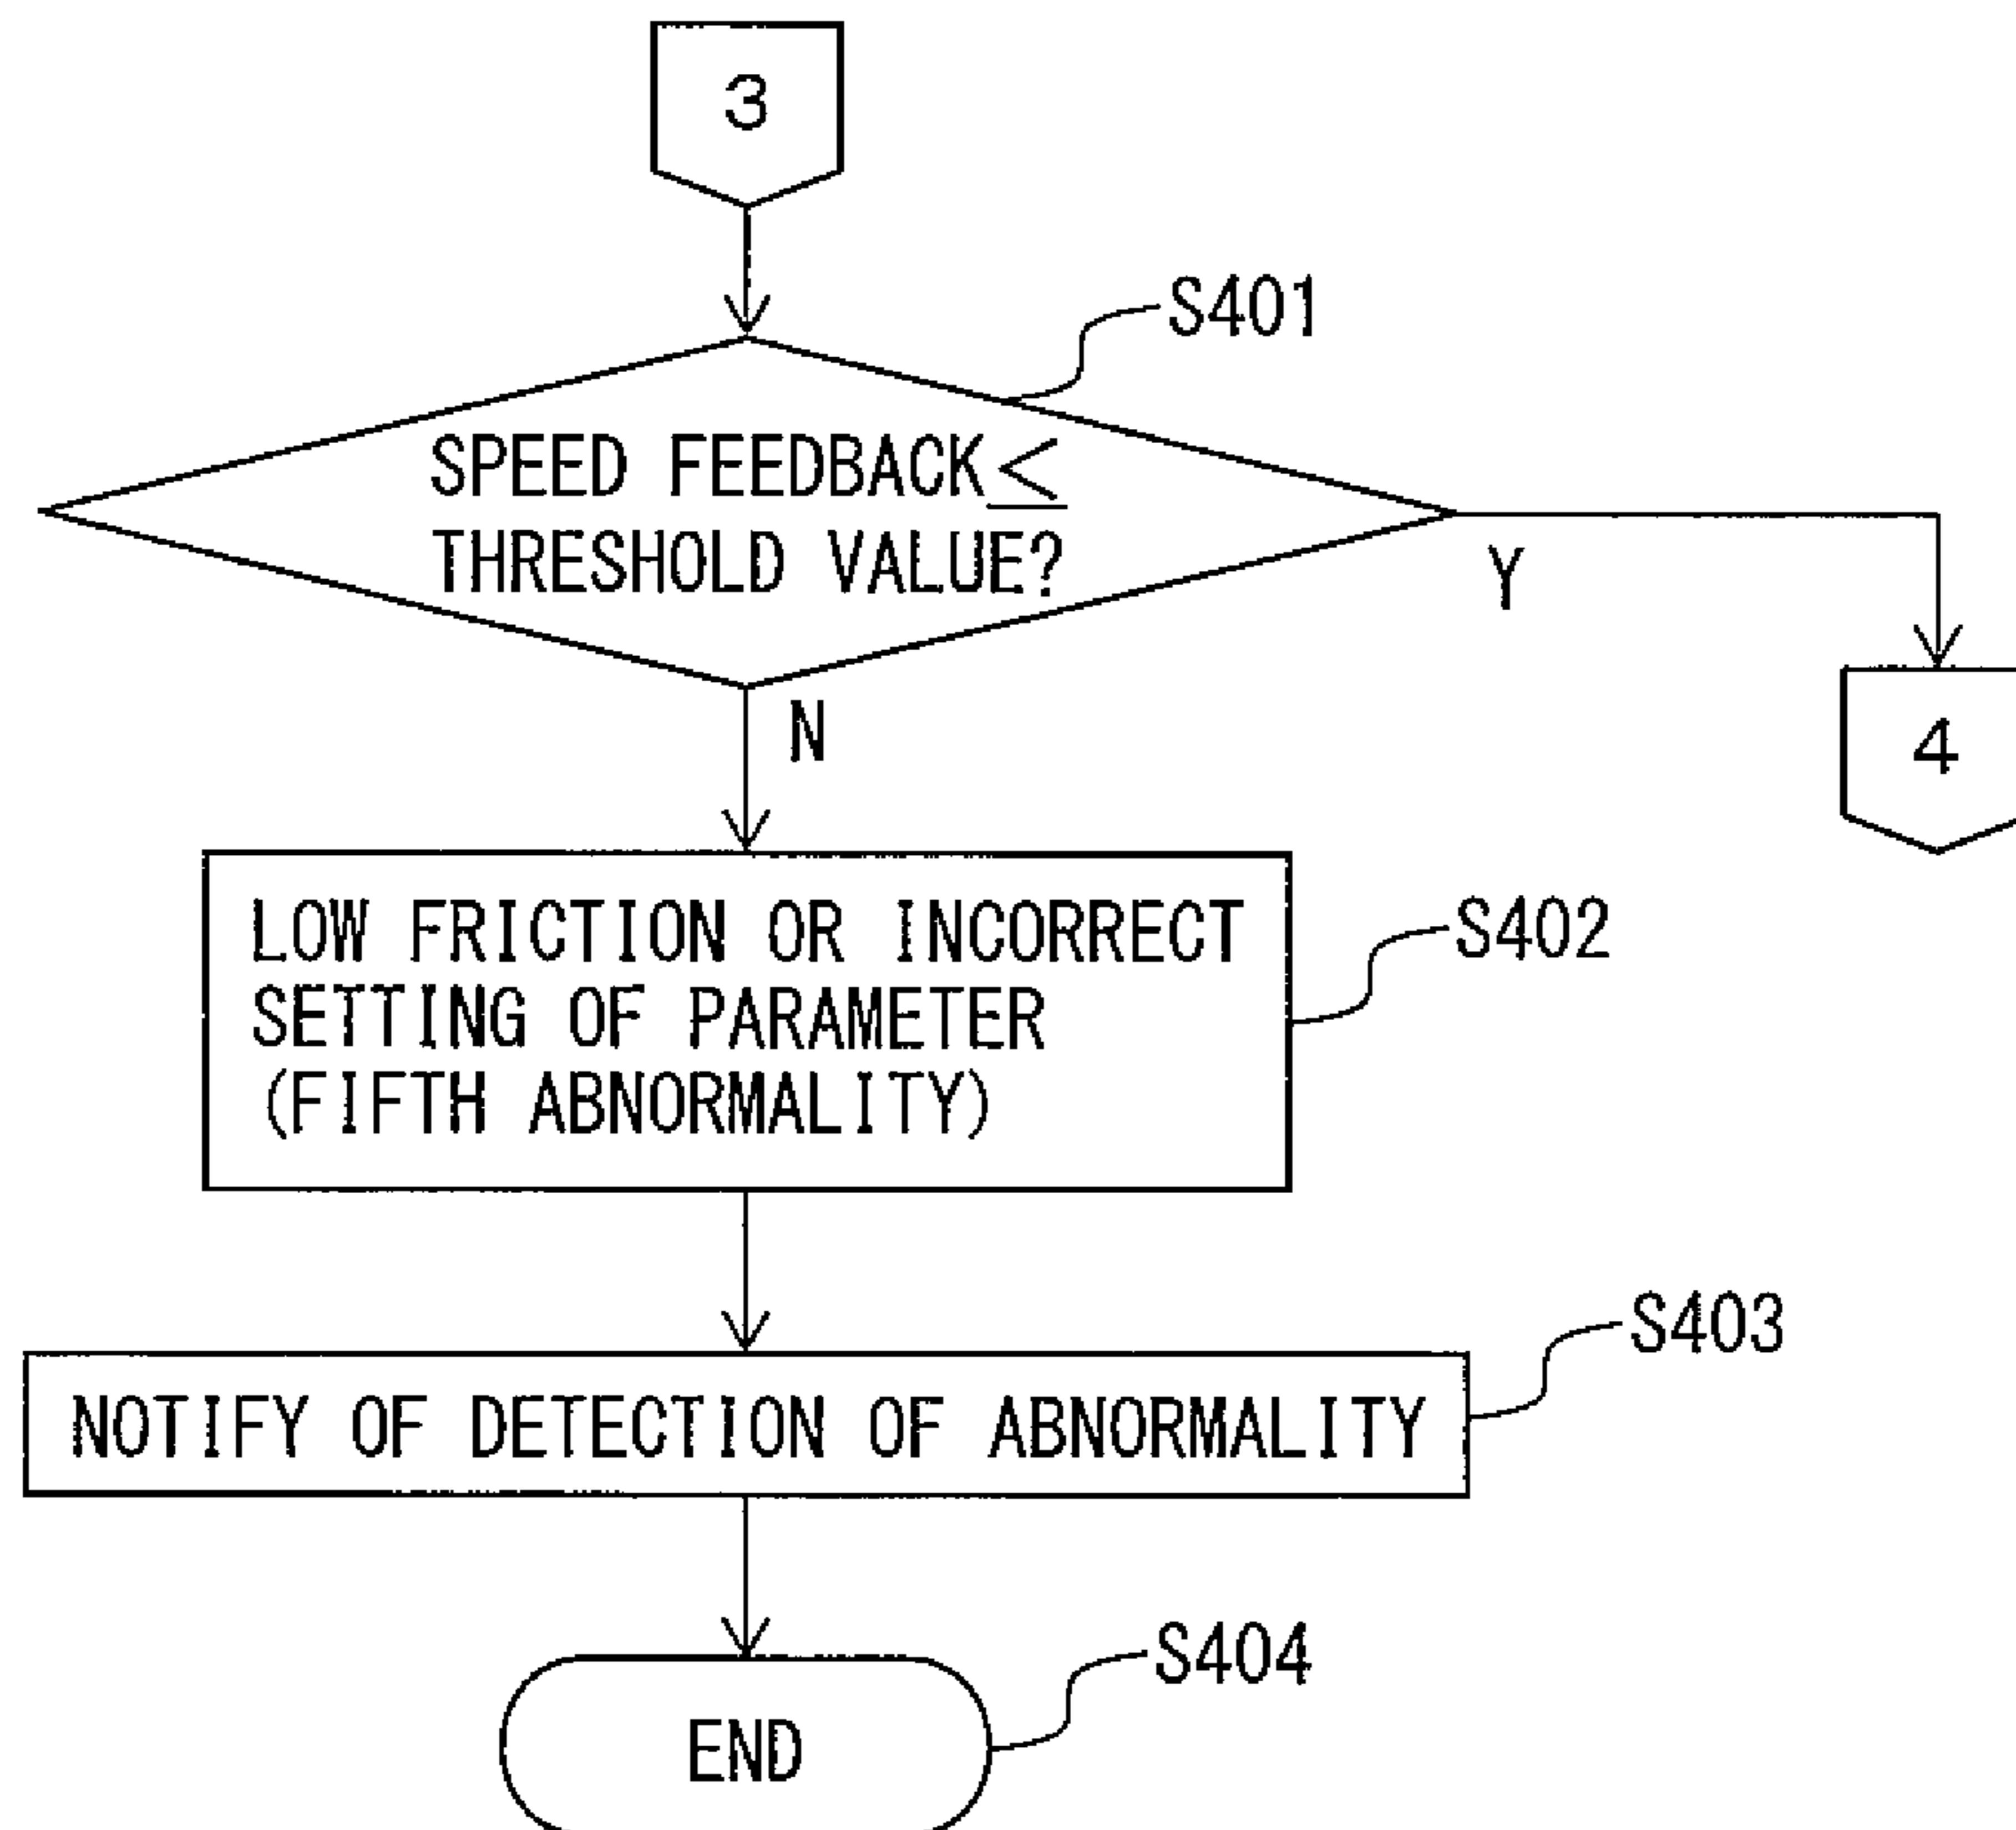 3
S401
SPEED FEEDBACK≤
THRESHOLD VALUE?
Y
N
4
LOW FRICTION OR INCORRECT
SETTING OF PARAMETER
(FIFTH ABNORMALITY)
S402
S403
NOTIFY OF DETECTION OF ABNORMALITY
S404
END